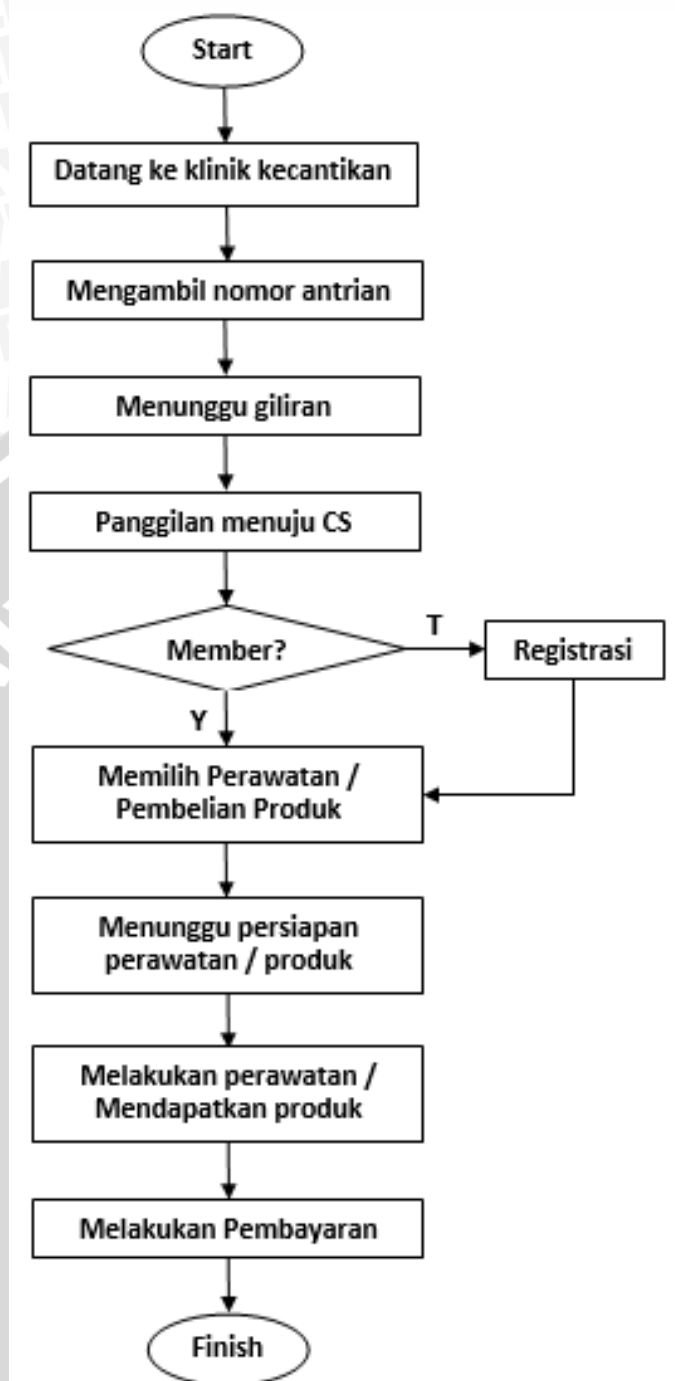 Start
Datang ke klinik kecantikan
Mengambil nomor antrian
Menunggu giliran
Panggilan menuju CS
Member?
T
Registrasi
Y
Memilih Perawatan /
Pembelian Produk
Menunggu persiapan
perawatan / produk
Melakukan perawatan /
Mendapatkan produk
Melakukan Pembayaran
Finish